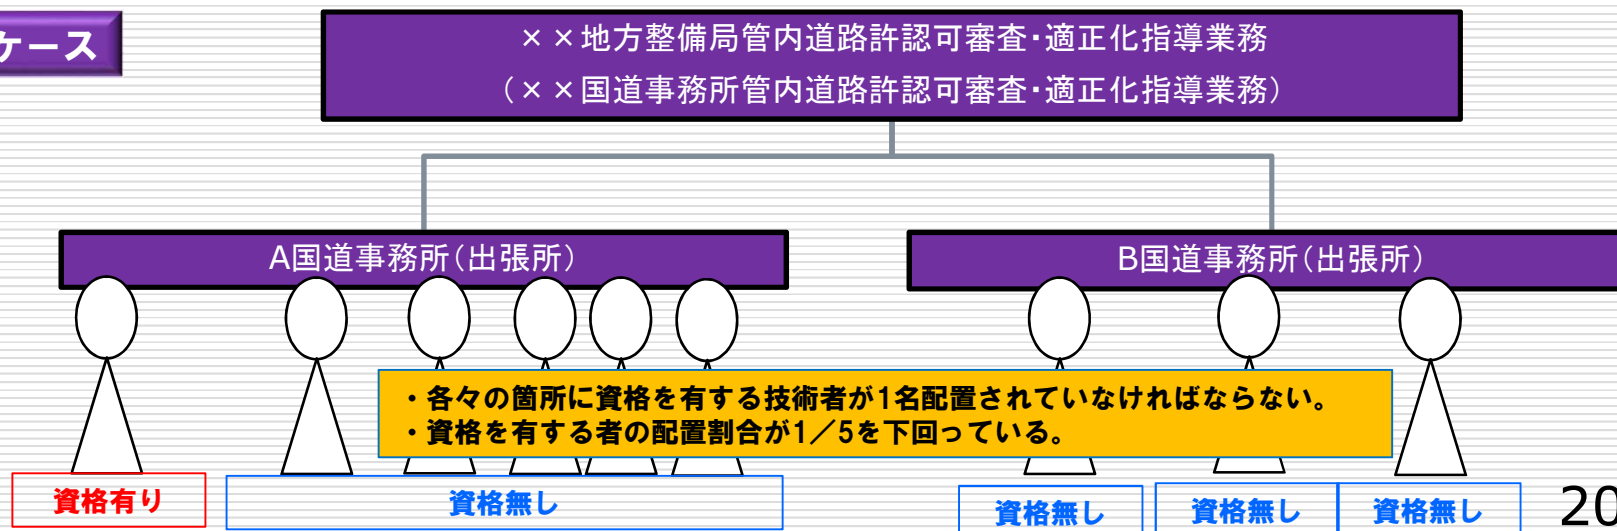 ケース
××地方整備局管内道路許認可審査・適正化指導業務
(××国道事務所管内道路許認可審査・適正化指導業務)
A国道事務所(出張所)
B国道事務所(出張所)
・各々の箇所に資格を有する技術者が1名配置されていなければならない。
・資格を有する者の配置割合が1/5を下回っている。
資格有り
資格無し
資格無し
資格無し
資格無し
20